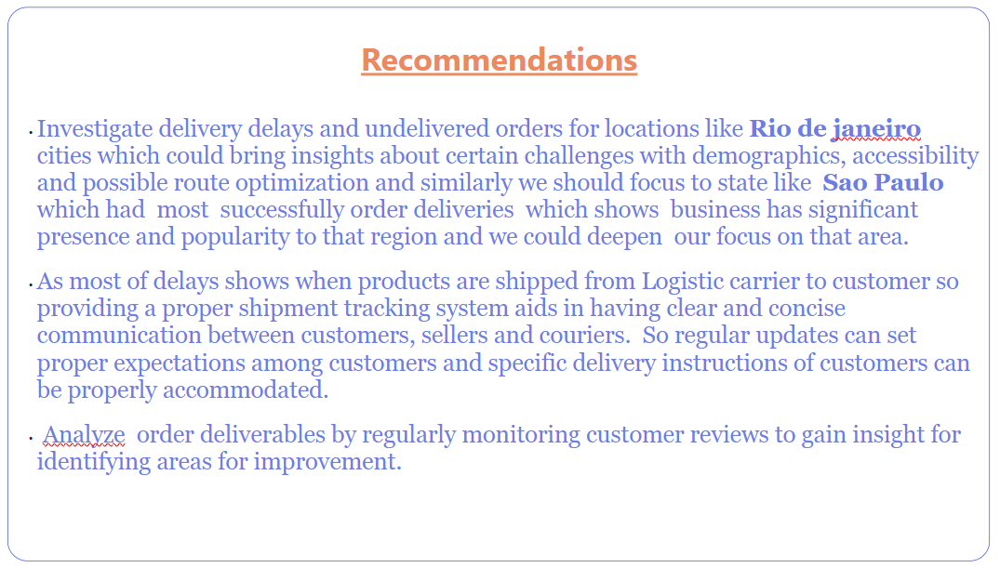 Recommendations
Investigate delivery delays and undelivered orders for locations like Rio de janeiro
cities which could bring insights about certain challenges with demographics, accessibility
and possible route optimization and similarly we should focus to state like Sao Paulo
which had most successfully order deliveries which shows business has significant
presence and popularity to that region and we could deepen our focus on that area.
As most of delays shows when products are shipped from Logistic carrier to customer so
providing a proper shipment tracking system aids in having clear and concise
communication between customers, sellers and couriers. So regular updates can set
proper expectations among customers and specific delivery instructions of customers can
be properly accommodated.
Analyze order deliverables by regularly monitoring customer reviews to gain insight for
identifying areas for improvement.